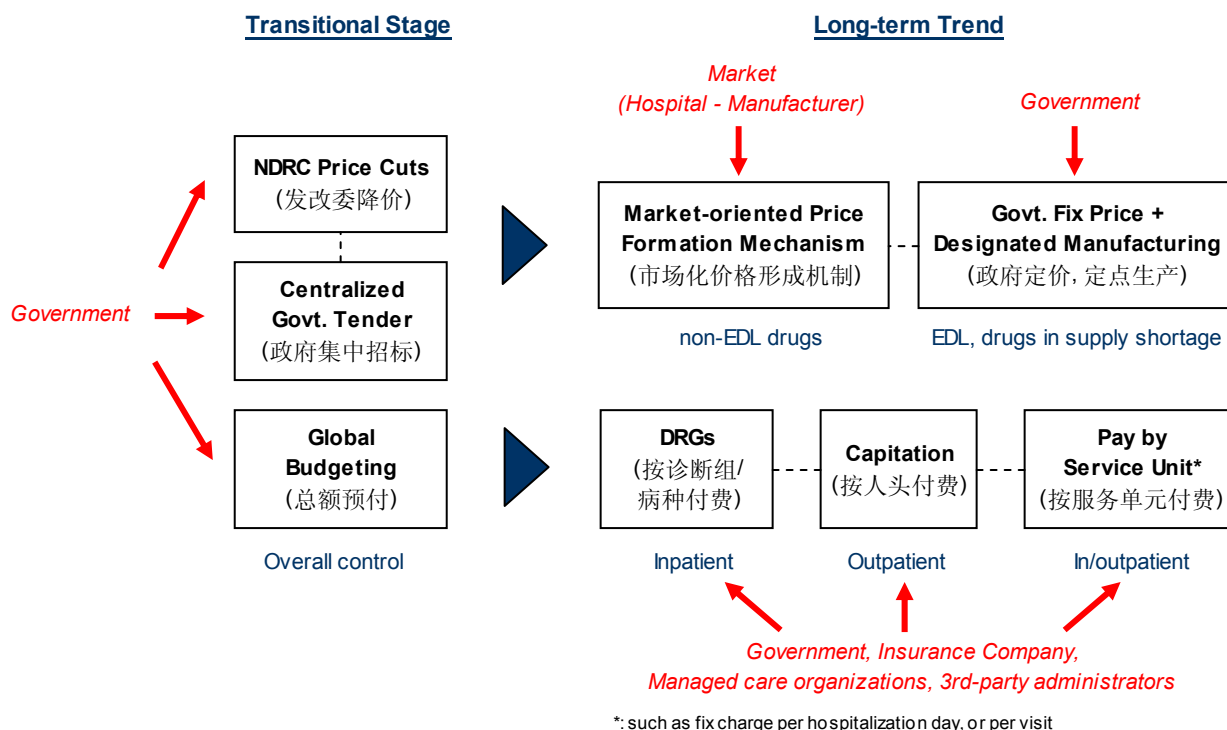 Transitional Stage
Long-term Trend
Market
(Hospital - Manufacturer)
Government
NDRC Price Cuts
(发改委降价)
Market-oriented Price
Formation Mechanism
(市场化价格形成机制)
Govt. Fix Price +
Designated Manufacturing
(政府定价, 定点生产)
Government
Centralized
Govt. Tender
(政府集中招标)
non-EDL drugs
EDL, drugs in supply shortage
Global
Budgeting
(总额预付)
DRGs
(按诊断组/
病种付费)
Capitation
(按人头付费)
Pay by
Service Unit*
(按服务单元付费)
Overall control
Inpatient
Outpatient
In/outpatient
Government, Insurance Company,
Managed care organizations, 3rd-party administrators
*: such as fix charge per hospitalization day, or per visit